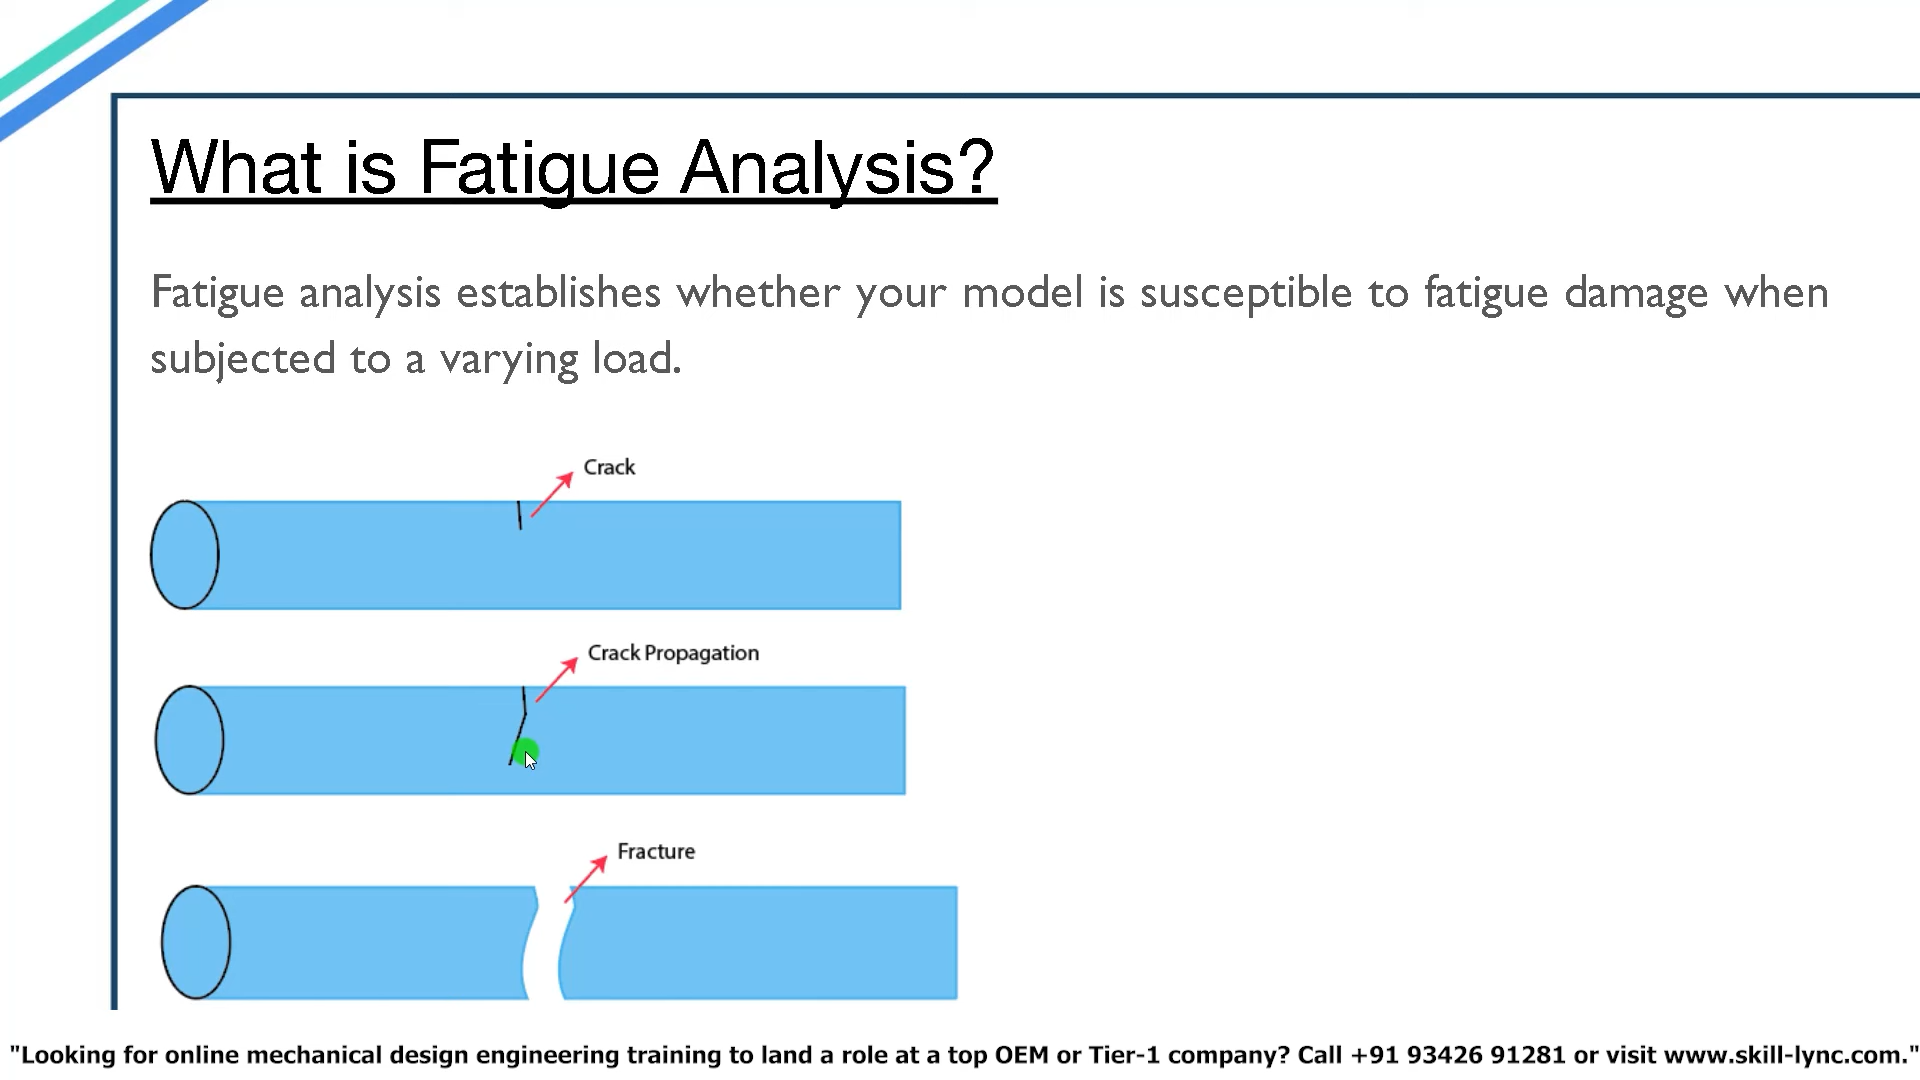 What is Fatigue Analysis?
Fatigue analysis establishes whether your model is susceptible to fatigue damage when
subjected to a varying load.
Crack
Crack Propagation
Fracture
"Looking for online mechanical design engineering training to land a role at a top OEM or Tier-1 company? Call +91 93426 91281 or visit www.skill-lync.com."